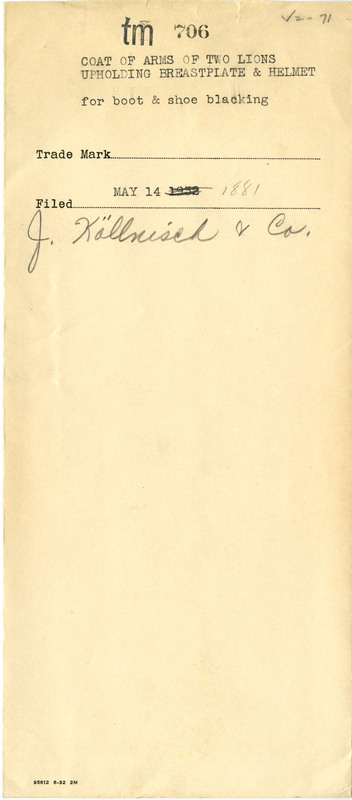 V2-71
tm 706
COAT OF ARMS OF TWO LIONS
UPHOLDING BREASTPLATE & HELMET
for boot & shoe blacking
Trade Mark
MAY 14 1932 1881
Filed
J. Köllnisch & Co.
95812 6-32 2M